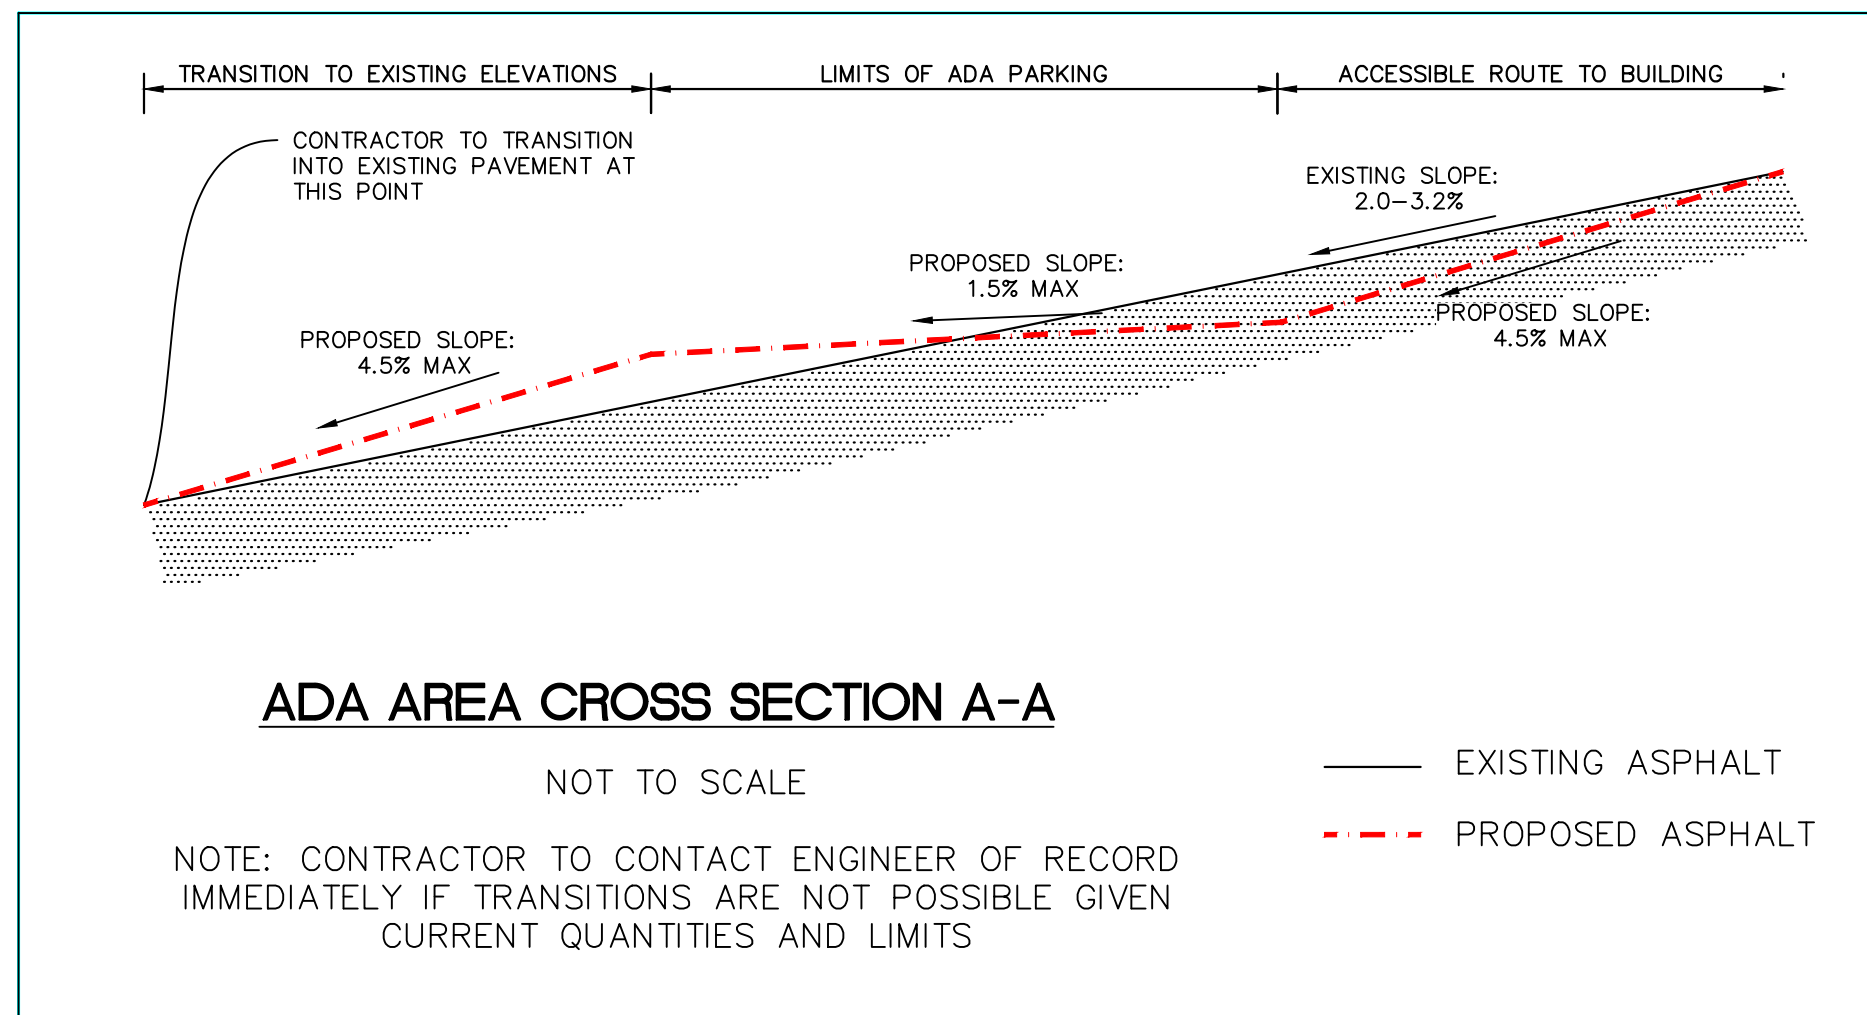 TRANSITION TO EXISTING ELEVATIONS
LIMITS OF ADA PARKING
ACCESSIBLE ROUTE TO BUILDING
CONTRACTOR TO TRANSITION
INTO EXISTING PAVEMENT AT
THIS POINT
EXISTING SLOPE:
2.0-3.2%
PROPOSED SLOPE:
1.5% MAX
PROPOSED SLOPE:
4.5% MAX
PROPOSED SLOPE:
4.5% MAX
ADA AREA CROSS SECTION A-A
NOT TO SCALE
EXISTING ASPHALT
PROPOSED ASPHALT
NOTE: CONTRACTOR TO CONTACT ENGINEER OF RECORD
IMMEDIATELY IF TRANSITIONS ARE NOT POSSIBLE GIVEN
CURRENT QUANTITIES AND LIMITS